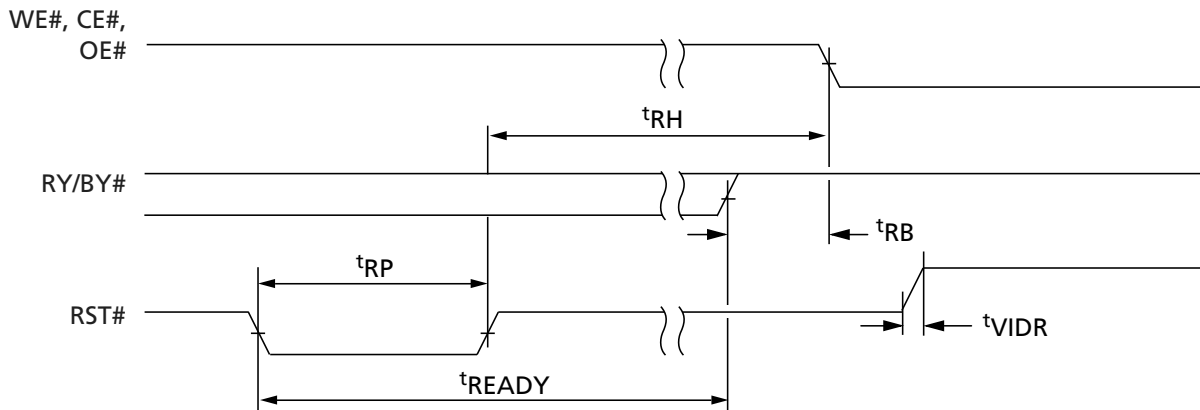 WE#, CE#,
OE#
tRH
RY/BY#
tRB
tRP
RST#
tVIDR
tREADY